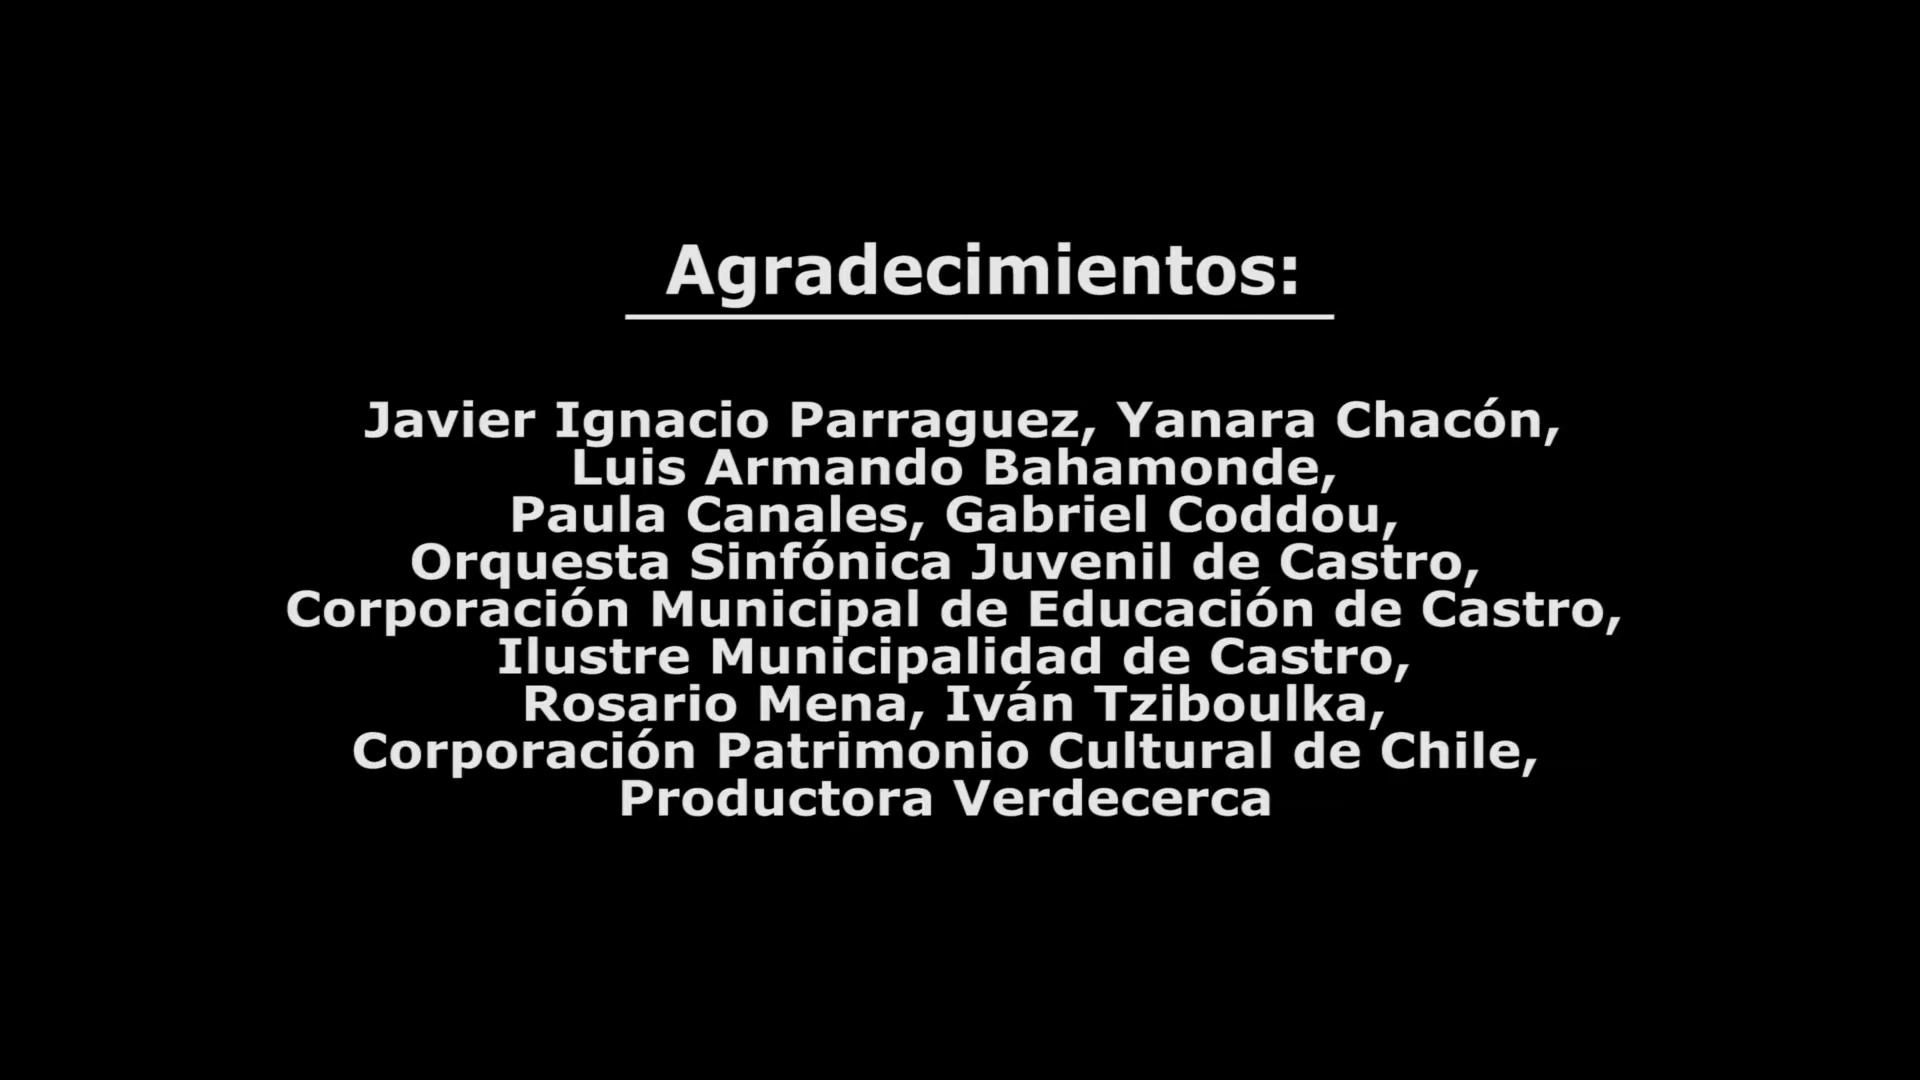 Agradecimientos:
Javier Ignacio Parraguez, Yanara Chacón,
Luis Armando Bahamonde,
Paula Canales, Gabriel Coddou,
Orquesta Sinfónica Juvenil de Castro,
Corporación Municipal de Educación de Castro,
Ilustre Municipalidad de Castro,
Rosario Mena, Iván Tziboulka,
Corporación Patrimonio Cultural de Chile,
Productora Verdecerca